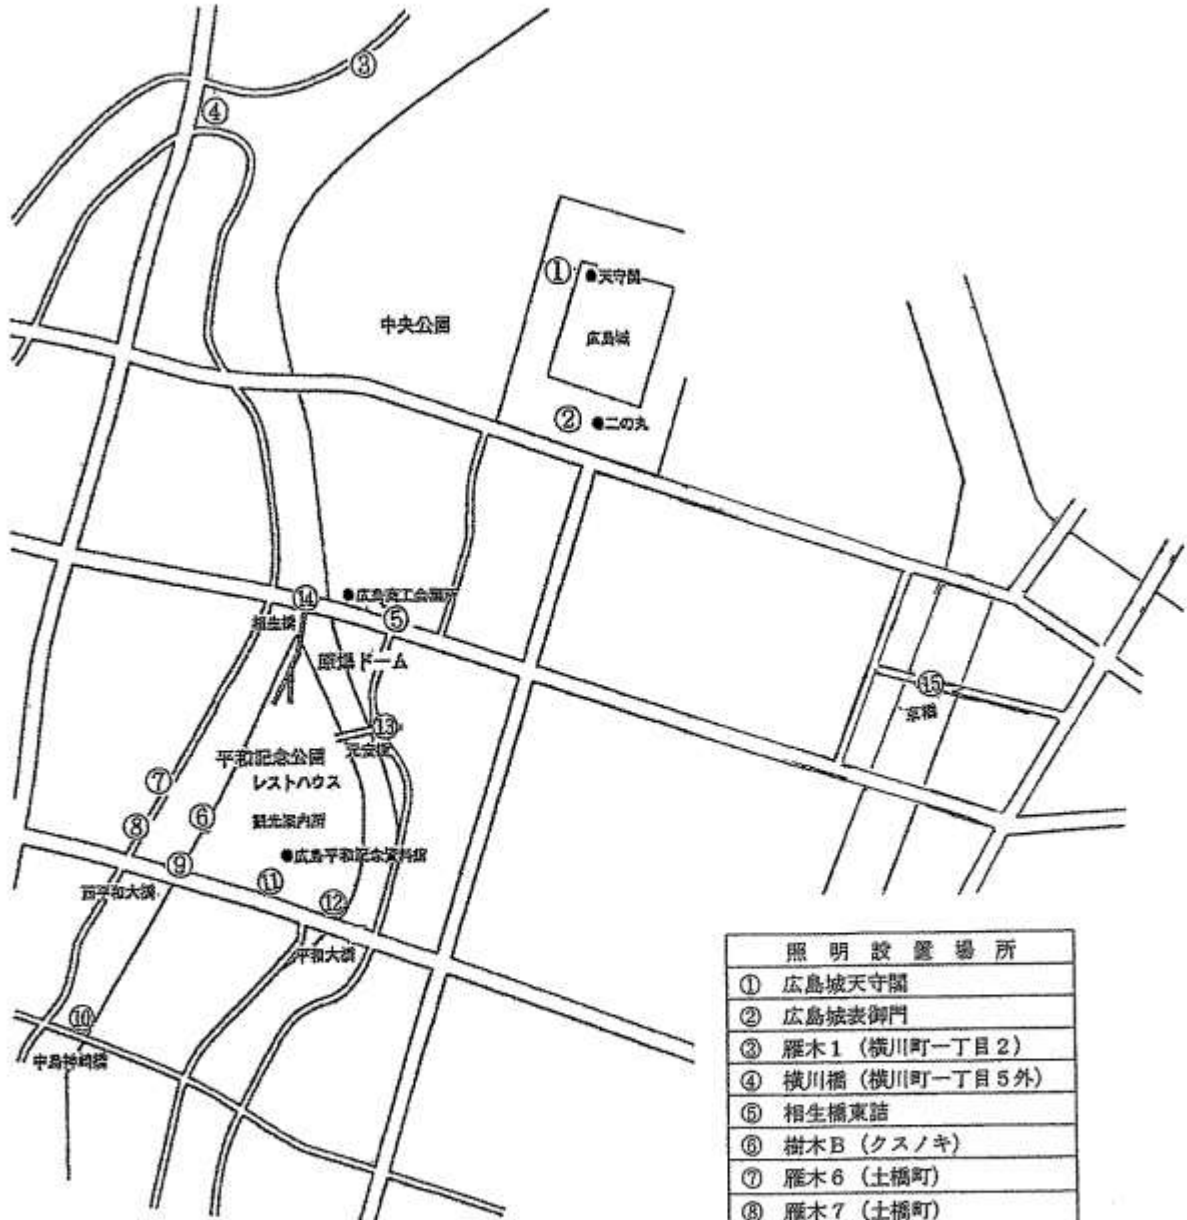 ③
④
①
●天守閣
中央公園
広島城
②
●二の丸
⑭
●広島商工会議所
⑤
相生橋
原爆ドーム
⑮
京橋
⑬
元安橋
平和記念公園
レストハウス
⑦
⑥
⑧
観光案内所
●広島平和記念資料館
⑨
⑪
⑫
西平和大橋
平和大橋
⑩
中島神崎橋
照明設置場所
① 広島城天守閣
② 広島城表御門
③ 雁木1（横川町一丁目2）
④ 横川橋（横川町一丁目5外）
⑤ 相生橋東詰
⑥ 樹木B（クスノキ）
⑦ 雁木6（土橋町）
⑧ 雁木7（土橋町）